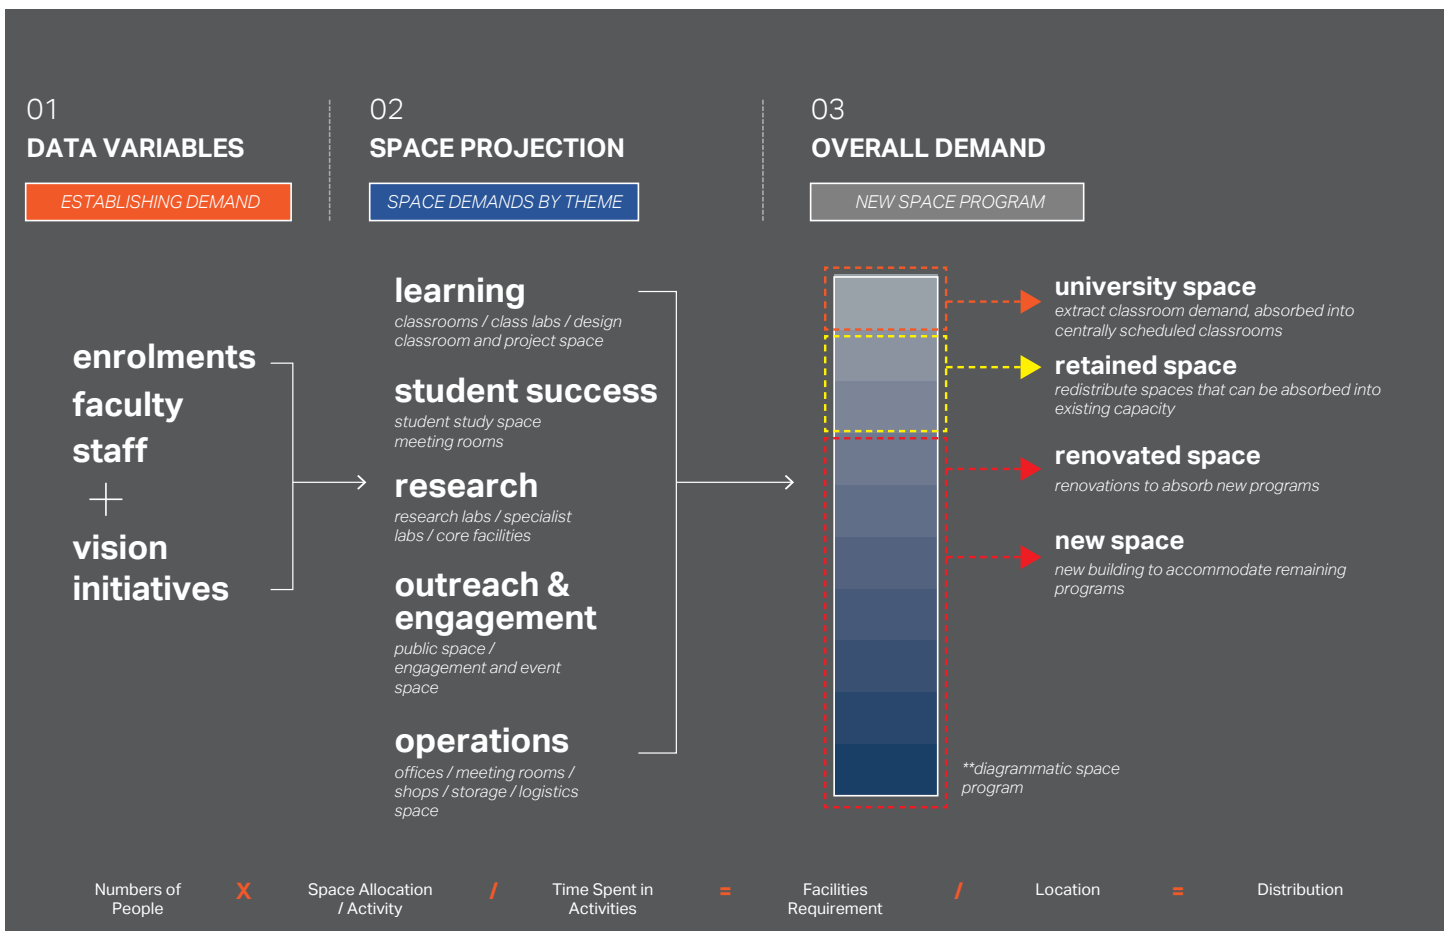 01
DATA VARIABLES
ESTABLISHING DEMAND
enrolments
faculty
staff
+
vision
initiatives
02
SPACE PROJECTION
SPACE DEMANDS BY THEME
learning
classrooms / class labs / design
classroom and project space
student success
student study space
meeting rooms
research
research labs / specialist
labs / core facilities
outreach &
engagement
public space /
engagement and event
space
operations
offices / meeting rooms /
shops / storage / logistics
space
03
OVERALL DEMAND
NEW SPACE PROGRAM
university space
extract classroom demand, absorbed into
centrally scheduled classrooms
retained space
redistribute spaces that can be absorbed into
existing capacity
renovated space
renovations to absorb new programs
new space
new building to accommodate remaining
programs
**diagrammatic space
program
Numbers of
People
X
Space Allocation
/ Activity
/
Time Spent in
Activities
=
Facilities
Requirement
/
Location
=
Distribution